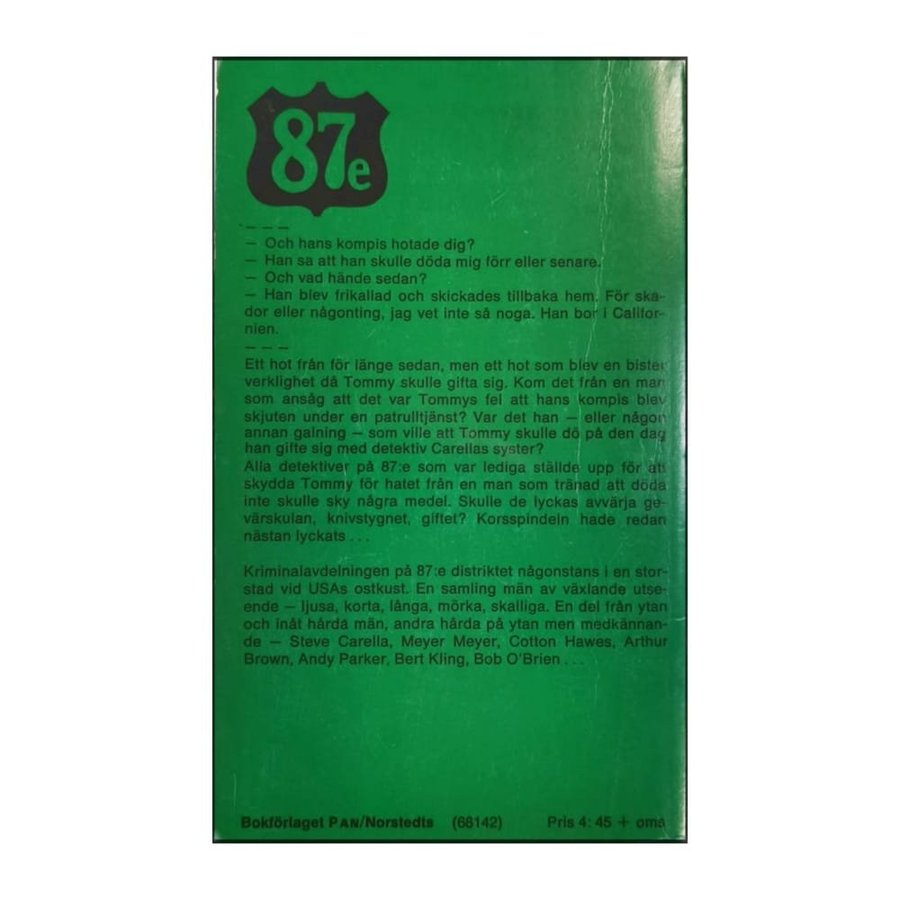 87e
— — —
— Och hans kompis hotade dig?
— Han sa att han skulle döda mig förr eller senare.
— Och vad hände sedan?
— Han blev frikallad och skickades tillbaka hem. För ska-
dor eller någonting, jag vet inte så noga. Han bor i Califor-
nien.
— — —
Ett hot från för länge sedan, men ett hot som blev en bister
verklighet då Tommy skulle gifta sig. Kom det från en man
som ansåg att det var Tommys fel att hans kompis blev
skjuten under en patrulltjänst? Var det han — eller någon
annan galning — som ville att Tommy skulle dö på den dag
han gifte sig med detektiv Carellas syster?
Alla detektiver på 87:e som var lediga ställde upp för att
skydda Tommy för hatet från en man som tränad att döda
inte skulle sky några medel. Skulle de lyckas avvärja ge-
värskulan, knivstygnet, giftet? Korsspindeln hade redan
nästan lyckats . . .
Kriminalavdelningen på 87:e distriktet någonstans i en stor-
stad vid USAs ostkust. En samling män av växlande utse-
ende — ljusa, korta, långa, mörka, skalliga. En del från ytan
och inåt hårda män, andra hårda på ytan men medkännan-
de — Steve Carella, Meyer Meyer, Cotton Hawes, Arthur
Brown, Andy Parker, Bert Kling, Bob O'Brien . . .
Bokförlaget PAN/Norstedts (68142) Pris 4: 45 + oms